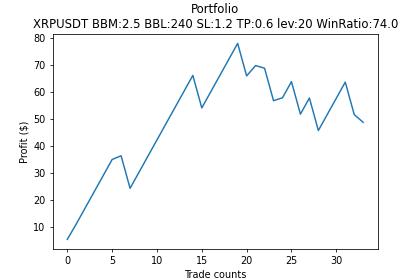 Portfolio
XRPUSDT BBM:2.5 BBL:240 SL:1.2 TP:0.6 lev:20 WinRatio:74.0
80
70
60
50
40
30
20
10
Profit ($)
0 5 10 15 20 25 30
Trade counts